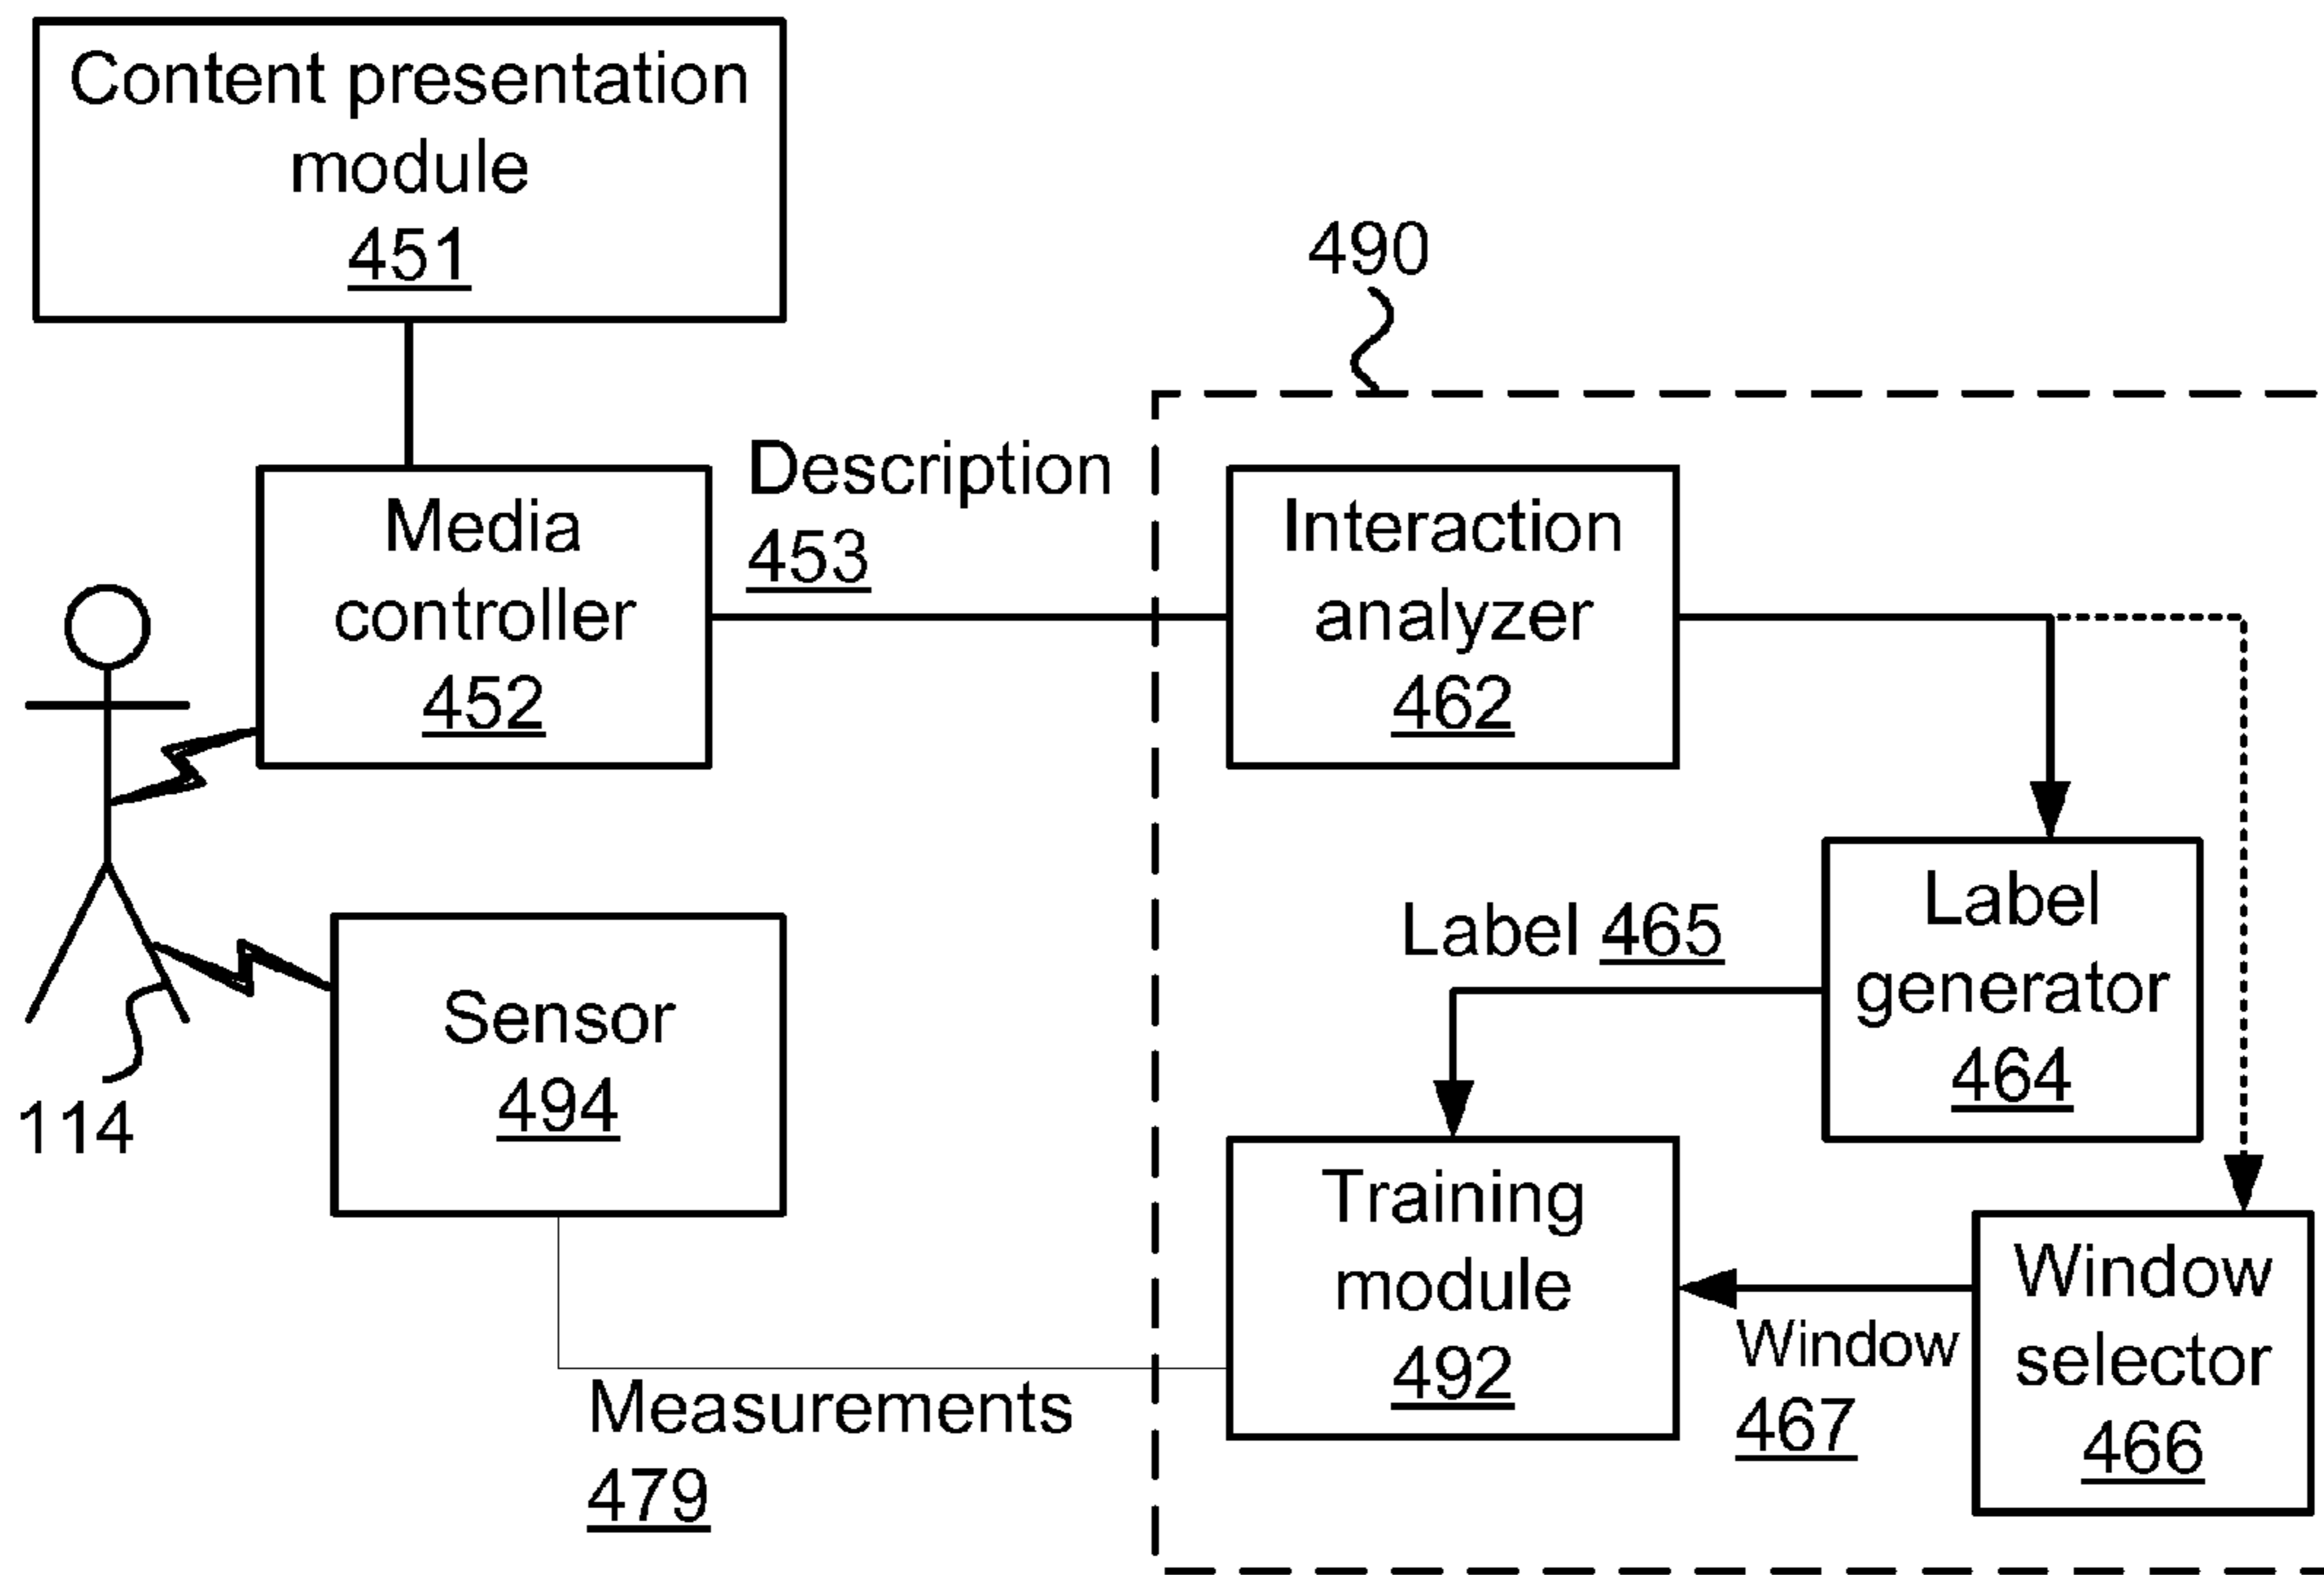 Content presentation
module
451
490
Description
453
Media
controller
452
Interaction
analyzer
462
Label 465
Label
generator
464
Sensor
494
114
Training
module
492
Window
467
Window
selector
466
Measurements
479